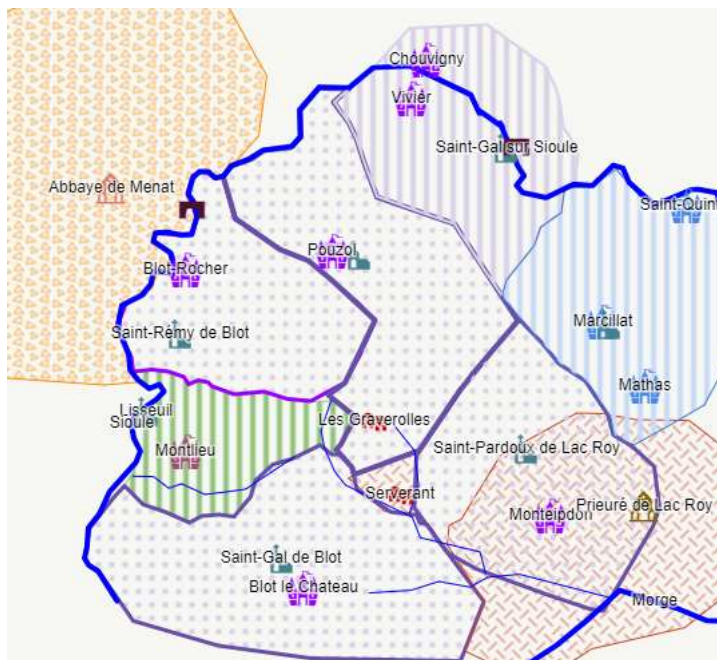 Chouvigny
Vivier
Saint-Gal sur Sioule
Abbaye de Menat
Saint-Quin
Pouzol
Blot-Rocher
Saint-Rémy de Blot
Marcillat
Mathas
Lisseuil
Sioule
Les Graverolles
Montlieu
Saint-Pardoux de Lac Roy
Serverant
Monteipdon
Prieuré de Lac Roy
Saint-Gal de Blot
Blot le Chateau
Morge